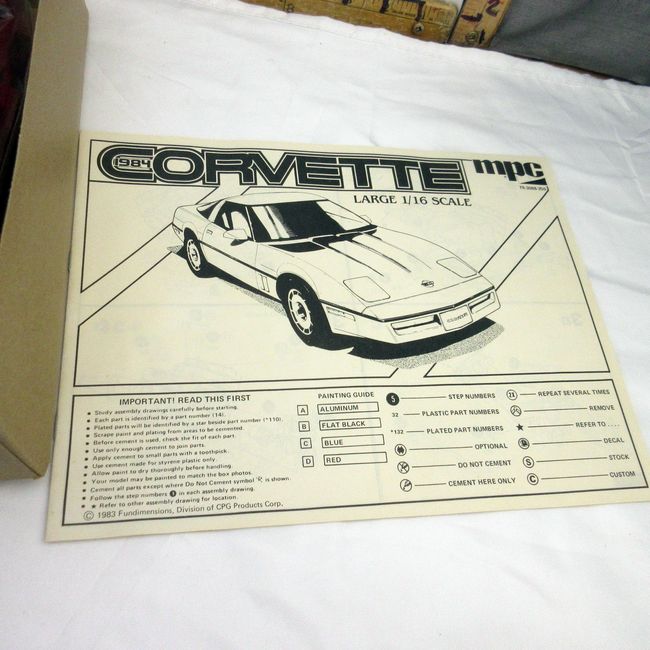 1984 CORVETTE
mpc
LARGE 1/16 SCALE
IMPORTANT! READ THIS FIRST
• Study assembly drawings carefully before starting.
• Each part is identified by a part number (14).
• Plated parts will be identified by a star beside part number (*110).
• Scrape paint and plating from areas to be cemented.
• Before cement is used, check the fit of each part.
• Use only enough cement to join parts.
• Apply cement to small parts with a toothpick.
• Use cement made for styrene plastic only.
• Allow paint to dry thoroughly before handling.
• Your model may be painted to match the box photos.
• Cement all parts except where Do Not Cement symbol is shown.
• Follow the step numbers 1 in each assembly drawing.
• ★ Refer to other assembly drawing for location.
© 1983 Fundimensions, Division of CPG Products Corp.
PAINTING GUIDE
A ALUMINUM
B FLAT BLACK
C BLUE
D RED
5 STEP NUMBERS
32 PLASTIC PART NUMBERS
*132 PLATED PART NUMBERS
OPTIONAL
DO NOT CEMENT
CEMENT HERE ONLY
REPEAT SEVERAL TIMES
REMOVE
★ REFER TO ....
DECAL
S STOCK
C CUSTOM